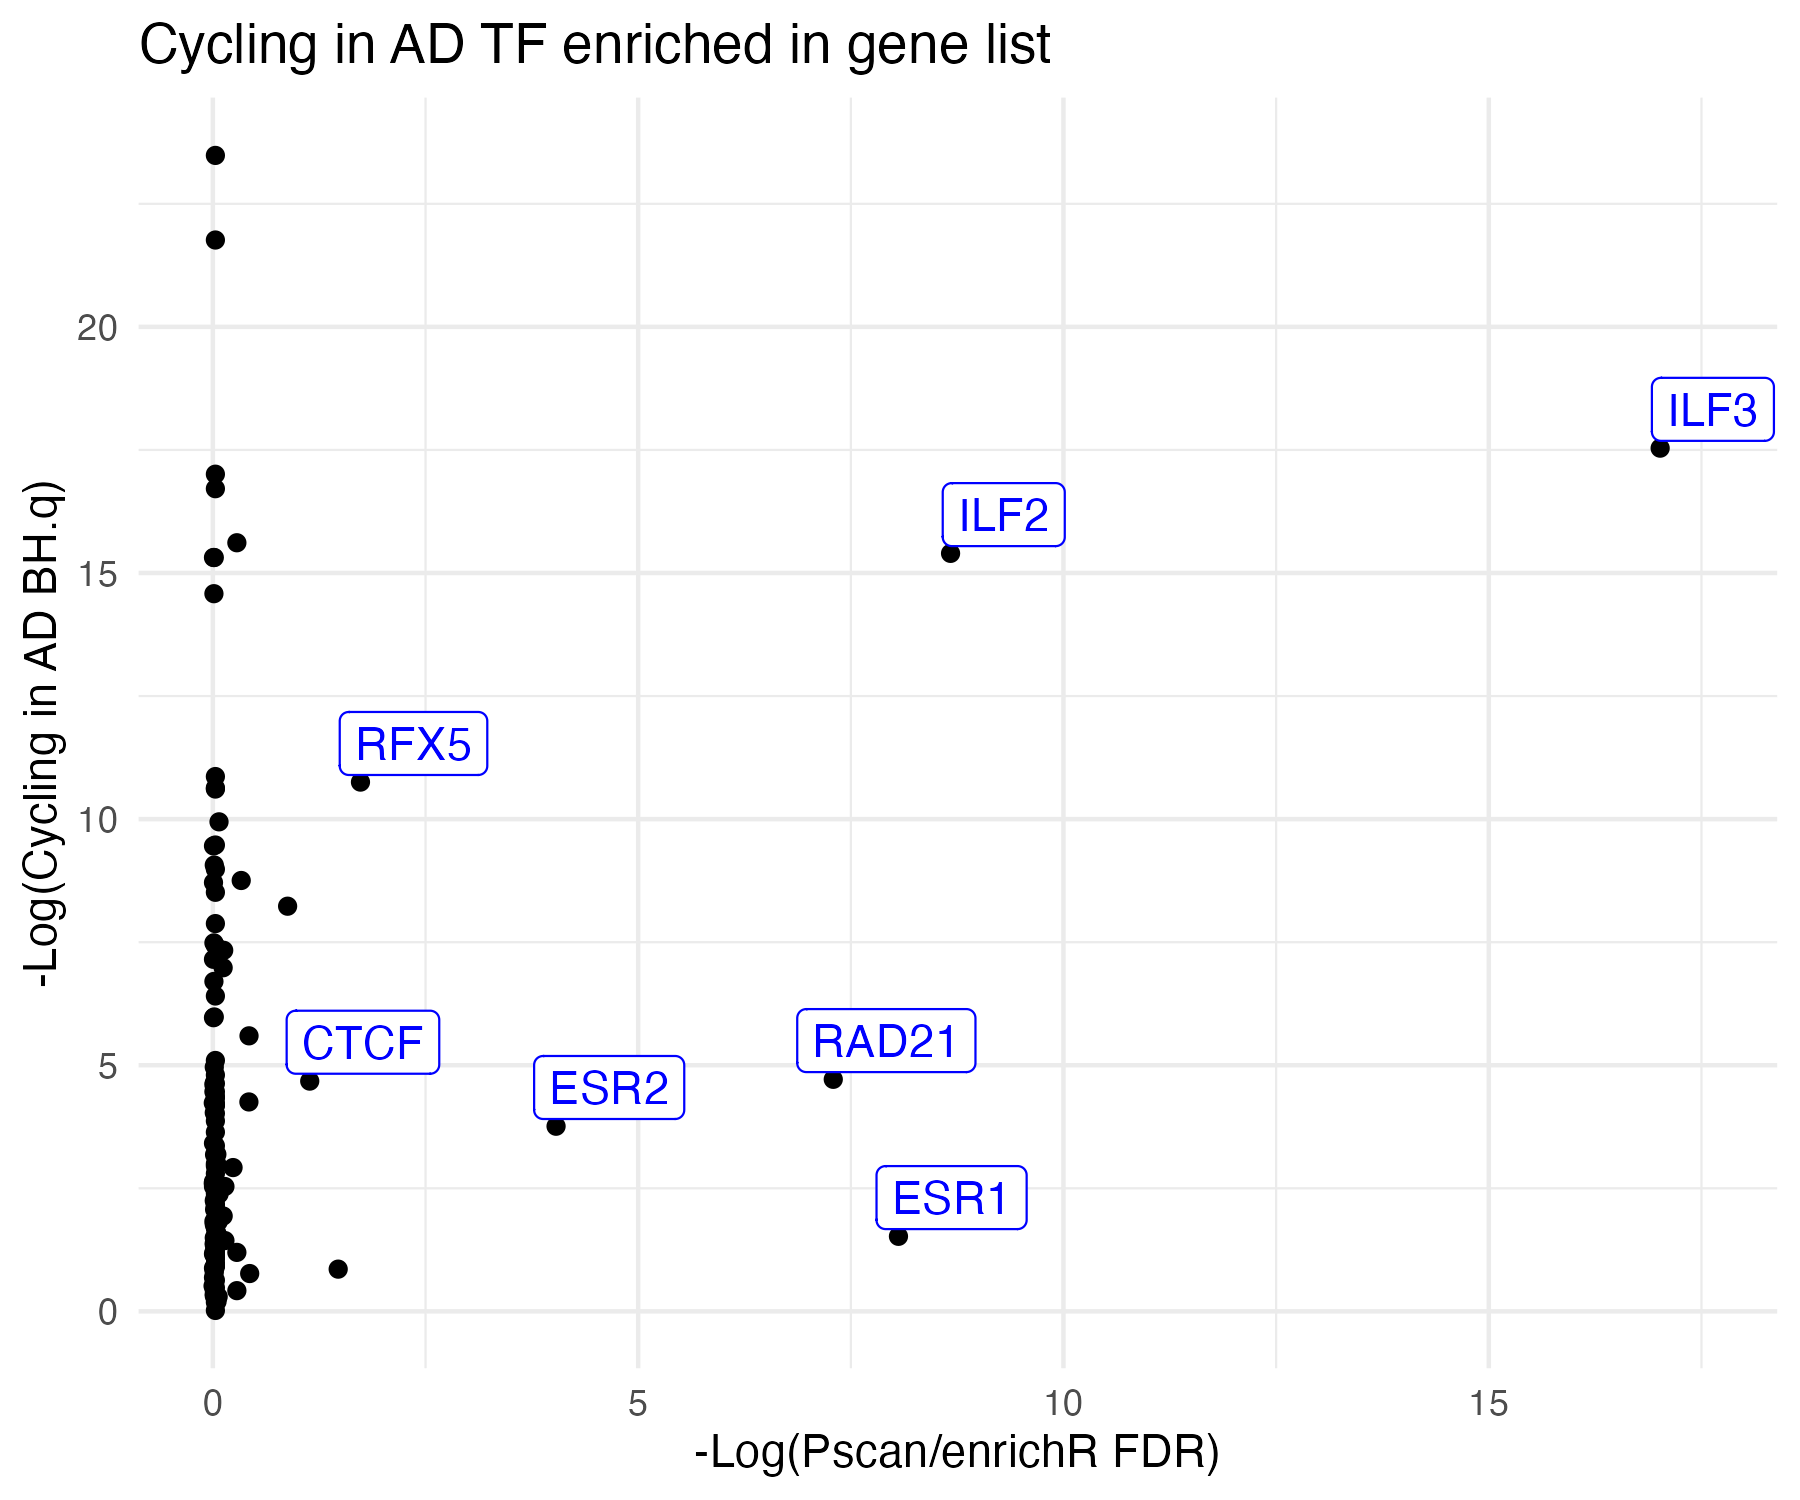 Cycling in AD TF enriched in gene list
-Log(Cycling in AD BH.q)
20
15
10
5
0
ILF3
ILF2
RFX5
CTCF
RAD21
ESR2
ESR1
0
5
10
15
-Log(Pscan/enrichR FDR)